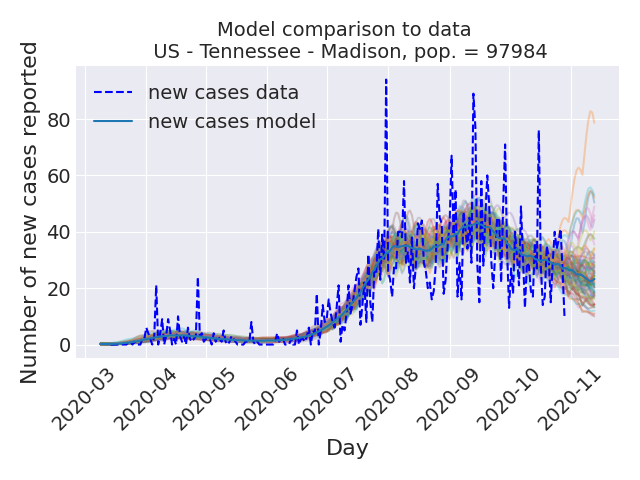 Model comparison to data
US - Tennessee - Madison, pop. = 97984
Number of new cases reported
80
60
40
20
0
new cases data
new cases model
2020-03
2020-04
2020-05
2020-06
2020-07
2020-08
2020-09
2020-10
2020-11
Day